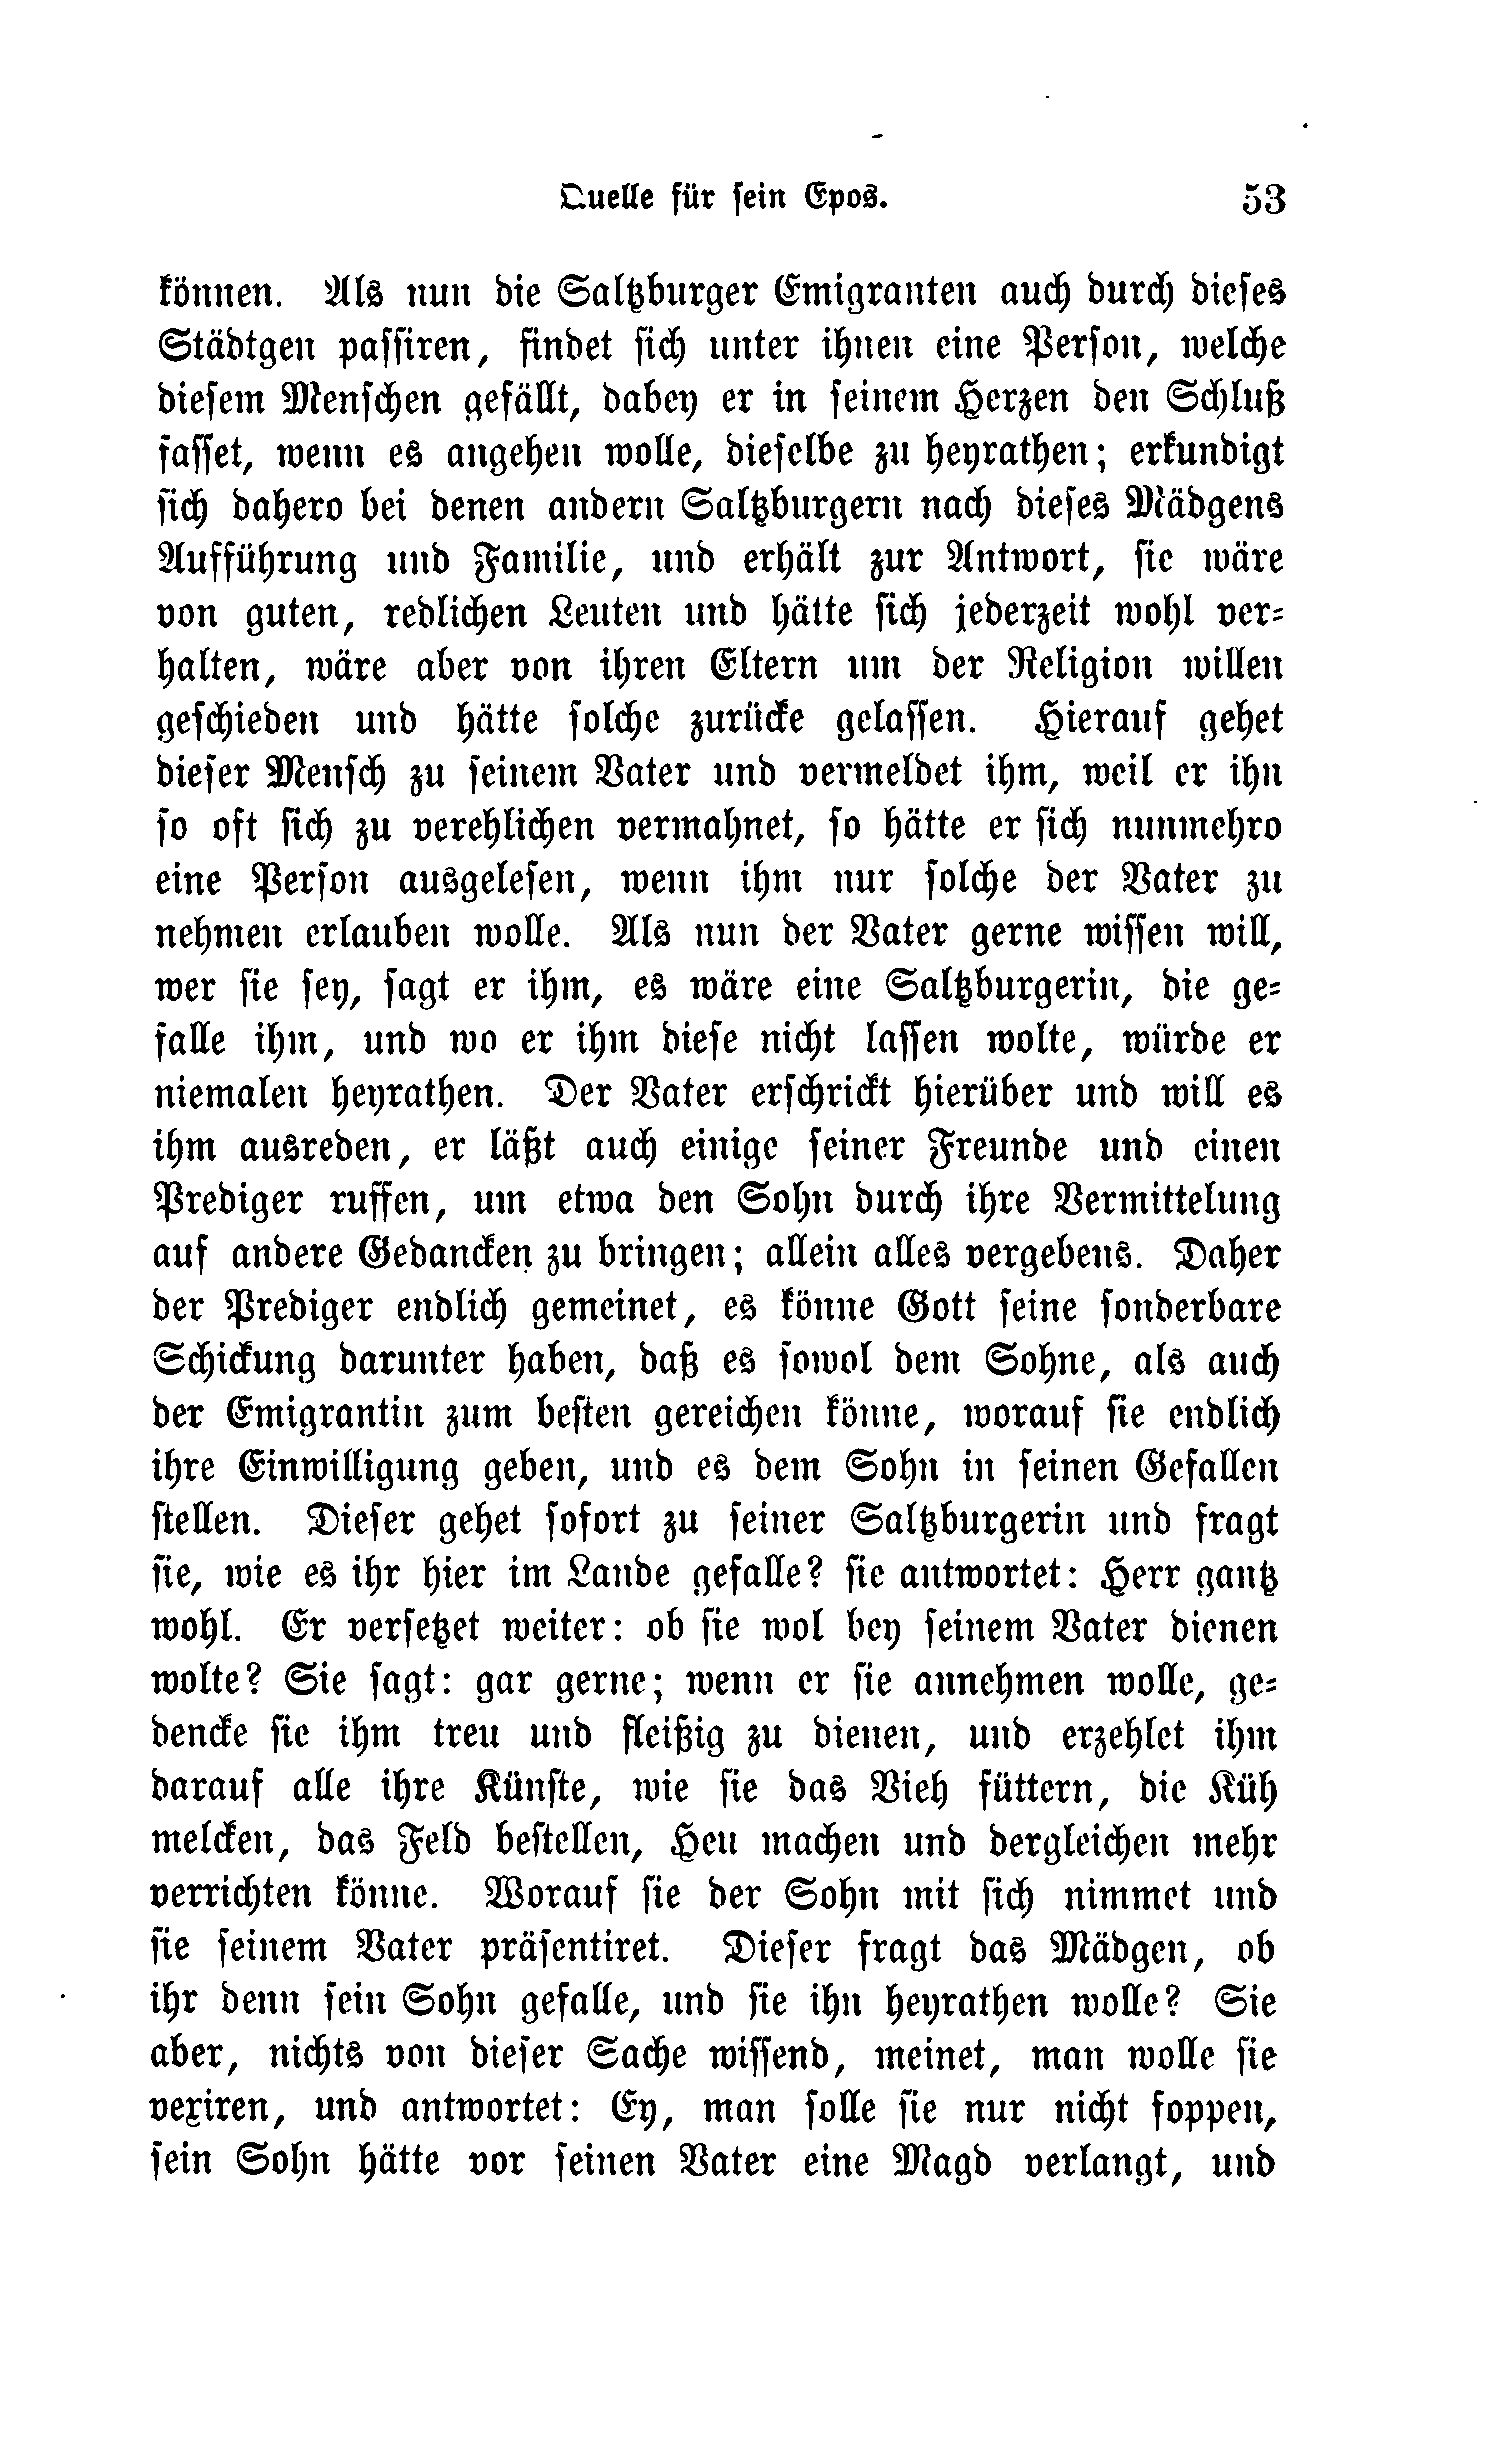 Quelle für sein Epos. 53
können. Als nun die Saltzburger Emigranten auch durch dieses
Städtgen passiren, findet sich unter ihnen eine Person, welche
diesem Menschen gefällt, dabey er in seinem Herzen den Schluß
fasset, wenn es angehen wolle, dieselbe zu heyrathen; erkundigt
sich dahero bei denen andern Saltzburgern nach dieses Mädgens
Aufführung und Familie, und erhält zur Antwort, sie wäre
von guten, redlichen Leuten und hätte sich jederzeit wohl ver-
halten, wäre aber von ihren Eltern um der Religion willen
geschieden und hätte solche zurücke gelassen. Hierauf gehet
dieser Mensch zu seinem Vater und vermeldet ihm, weil er ihn
so oft sich zu verehlichen vermahnet, so hätte er sich nunmehro
eine Person ausgelesen, wenn ihm nur solche der Vater zu
nehmen erlauben wolle. Als nun der Vater gerne wissen will,
wer sie sey, sagt er ihm, es wäre eine Saltzburgerin, die ge-
falle ihm, und wo er ihm diese nicht lassen wolte, würde er
niemalen heyrathen. Der Vater erschrickt hierüber und will es
ihm ausreden, er läßt auch einige seiner Freunde und einen
Prediger ruffen, um etwa den Sohn durch ihre Vermittelung
auf andere Gedancken zu bringen; allein alles vergebens. Daher
der Prediger endlich gemeinet, es könne Gott seine sonderbare
Schickung darunter haben, daß es sowol dem Sohne, als auch
der Emigrantin zum besten gereichen könne, worauf sie endlich
ihre Einwilligung geben, und es dem Sohn in seinen Gefallen
stellen. Dieser gehet sofort zu seiner Saltzburgerin und fragt
sie, wie es ihr hier im Lande gefalle? sie antwortet: Herr gantz
wohl. Er versetzet weiter: ob sie wol bey seinem Vater dienen
wolte? Sie sagt: gar gerne; wenn er sie annehmen wolle, ge-
dencke sie ihm treu und fleißig zu dienen, und erzehlet ihm
darauf alle ihre Künste, wie sie das Vieh füttern, die Küh
melcken, das Feld bestellen, Heu machen und dergleichen mehr
verrichten könne. Worauf sie der Sohn mit sich nimmet und
sie seinem Vater präsentiret. Dieser fragt das Mädgen, ob
ihr denn sein Sohn gefalle, und sie ihn heyrathen wolle? Sie
aber, nichts von dieser Sache wissend, meinet, man wolle sie
vexiren, und antwortet: Ey, man solle sie nur nicht foppen,
sein Sohn hätte vor seinen Vater eine Magd verlangt, und